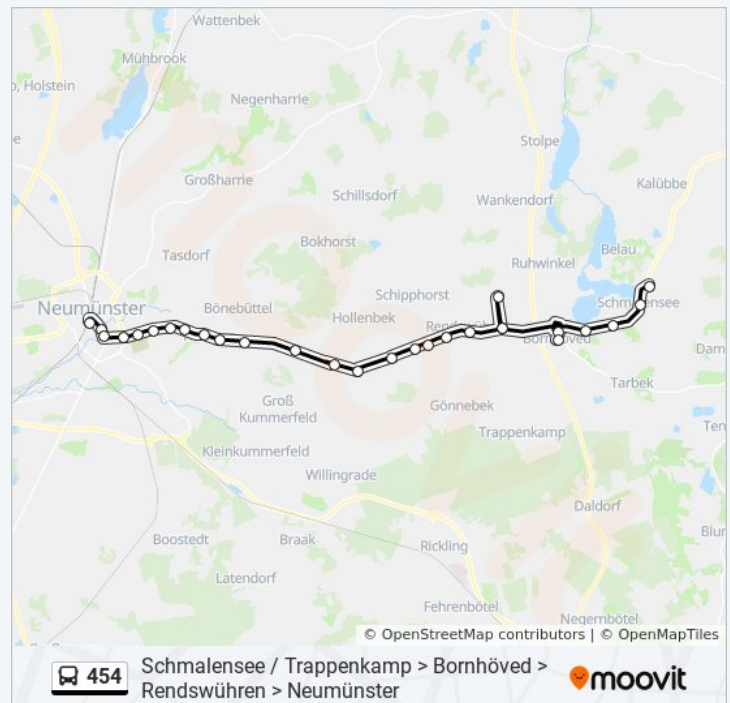 Wattenbek
Mühbrook
o, Holstein
Negenharrie
e
Stolpe
Großharrie
Schillsdorf
Kalübbe
Wankendorf
Bokhorst
Tasdorf
Belau
Ruhwinkel
Schipphorst
Neumünster
Bönebüttel
Schmalensee
Hollenbek
Bornhöved
Dam
Tarbek
Groß
Kummerfeld
Gönnebek
Ten
Trappenkamp
Kleinkummerfeld
Willingrade
Daldorf
Blur
Boostedt
Braak
Rickling
Latendorf
Fehrenbötel
Negernbötel
© OpenStreetMap contributors | © OpenMapTiles
454
Schmalensee / Trappenkamp > Bornhöved >
Rendswühren > Neumünster
moovit